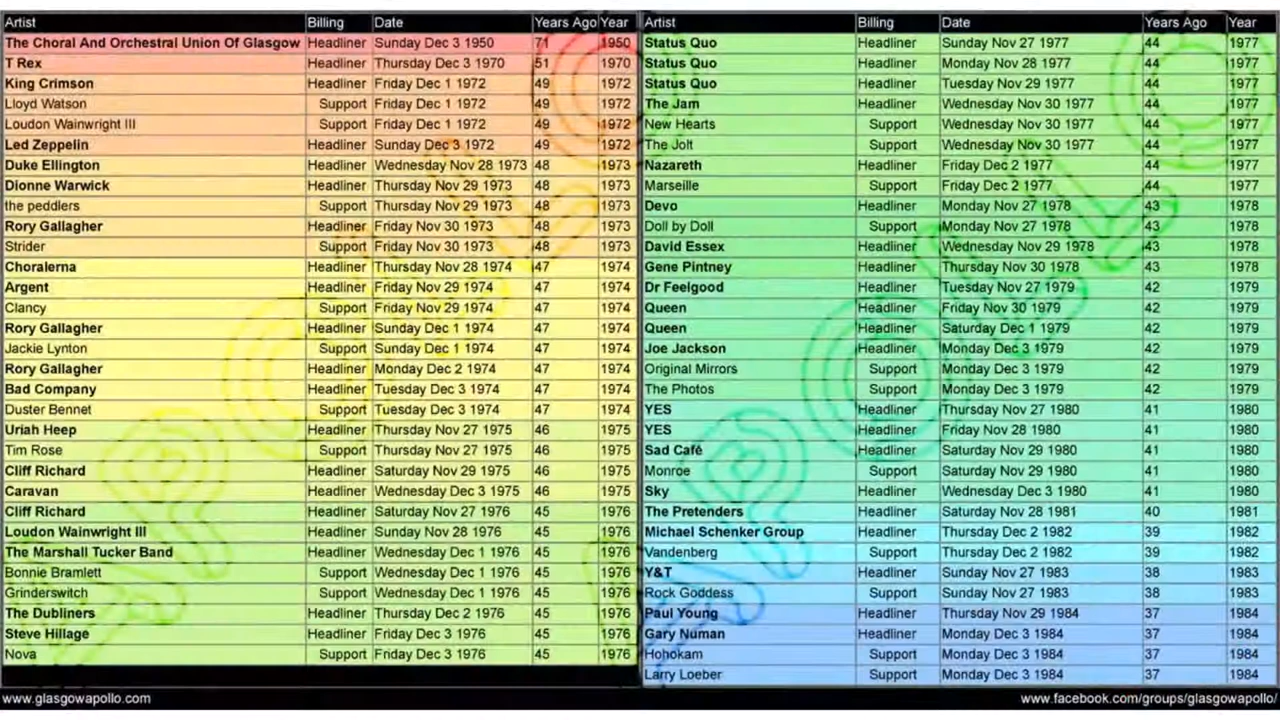 Artist Billing Date Years Ago Year
The Choral And Orchestral Union Of Glasgow Headliner Sunday Dec 3 1950 71 1950
T Rex Headliner Thursday Dec 3 1970 51 1970
King Crimson Headliner Friday Dec 1 1972 49 1972
Lloyd Watson Support Friday Dec 1 1972 49 1972
Loudon Wainwright III Support Friday Dec 1 1972 49 1972
Led Zeppelin Headliner Sunday Dec 3 1972 49 1972
Duke Ellington Headliner Wednesday Nov 28 1973 48 1973
Dionne Warwick Headliner Thursday Nov 29 1973 48 1973
the peddlers Support Thursday Nov 29 1973 48 1973
Rory Gallagher Headliner Friday Nov 30 1973 48 1973
Strider Support Friday Nov 30 1973 48 1973
Choralerna Headliner Thursday Nov 28 1974 47 1974
Argent Headliner Friday Nov 29 1974 47 1974
Clancy Support Friday Nov 29 1974 47 1974
Rory Gallagher Headliner Sunday Dec 1 1974 47 1974
Jackie Lynton Support Sunday Dec 1 1974 47 1974
Rory Gallagher Headliner Monday Dec 2 1974 47 1974
Bad Company Headliner Tuesday Dec 3 1974 47 1974
Duster Bennet Support Tuesday Dec 3 1974 47 1974
Uriah Heep Headliner Thursday Nov 27 1975 46 1975
Tim Rose Support Thursday Nov 27 1975 46 1975
Cliff Richard Headliner Saturday Nov 29 1975 46 1975
Caravan Headliner Wednesday Dec 3 1975 46 1975
Cliff Richard Headliner Saturday Nov 27 1976 45 1976
Loudon Wainwright III Headliner Sunday Nov 28 1976 45 1976
The Marshall Tucker Band Headliner Wednesday Dec 1 1976 45 1976
Bonnie Bramlett Support Wednesday Dec 1 1976 45 1976
Grinderswitch Support Wednesday Dec 1 1976 45 1976
The Dubliners Headliner Thursday Dec 2 1976 45 1976
Steve Hillage Headliner Friday Dec 3 1976 45 1976
Nova Support Friday Dec 3 1976 45 1976
Artist Billing Date Years Ago Year
Status Quo Headliner Sunday Nov 27 1977 44 1977
Status Quo Headliner Monday Nov 28 1977 44 1977
Status Quo Headliner Tuesday Nov 29 1977 44 1977
The Jam Headliner Wednesday Nov 30 1977 44 1977
New Hearts Support Wednesday Nov 30 1977 44 1977
The Jolt Support Wednesday Nov 30 1977 44 1977
Nazareth Headliner Friday Dec 2 1977 44 1977
Marseille Support Friday Dec 2 1977 44 1977
Devo Headliner Monday Nov 27 1978 43 1978
Doll by Doll Support Monday Nov 27 1978 43 1978
David Essex Headliner Wednesday Nov 29 1978 43 1978
Gene Pintney Headliner Thursday Nov 30 1978 43 1978
Dr Feelgood Headliner Tuesday Nov 27 1979 42 1979
Queen Headliner Friday Nov 30 1979 42 1979
Queen Headliner Saturday Dec 1 1979 42 1979
Joe Jackson Headliner Monday Dec 3 1979 42 1979
Original Mirrors Support Monday Dec 3 1979 42 1979
The Photos Support Monday Dec 3 1979 42 1979
YES Headliner Thursday Nov 27 1980 41 1980
YES Headliner Friday Nov 28 1980 41 1980
Sad Café Headliner Saturday Nov 29 1980 41 1980
Monroe Support Saturday Nov 29 1980 41 1980
Sky Headliner Wednesday Dec 3 1980 41 1980
The Pretenders Headliner Saturday Nov 28 1981 40 1981
Michael Schenker Group Headliner Thursday Dec 2 1982 39 1982
Vandenberg Support Thursday Dec 2 1982 39 1982
Y&T Headliner Sunday Nov 27 1983 38 1983
Rock Goddess Support Sunday Nov 27 1983 38 1983
Paul Young Headliner Thursday Nov 29 1984 37 1984
Gary Numan Headliner Monday Dec 3 1984 37 1984
Hohokam Support Monday Dec 3 1984 37 1984
Larry Loeber Support Monday Dec 3 1984 37 1984
APOLLO
APOLLO
www.glasgowapollo.com
www.facebook.com/groups/glasgowapollo/